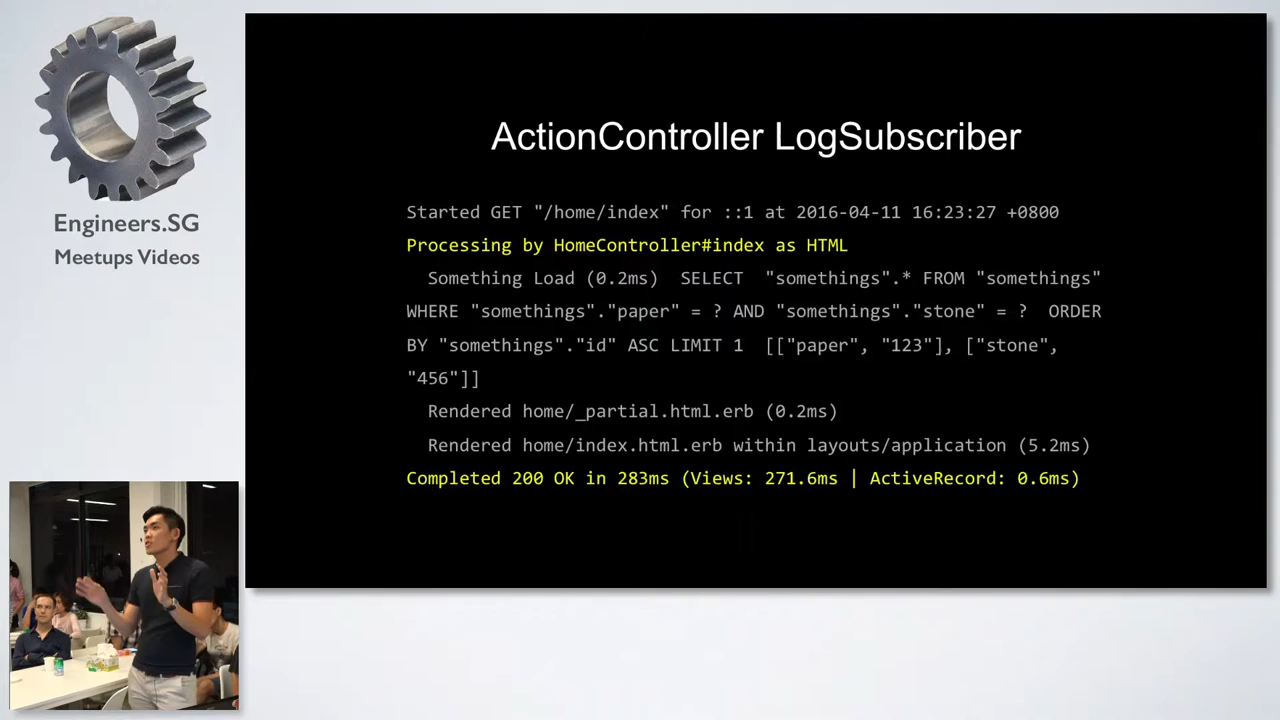 Engineers.SG
Meetups Videos
ActionController LogSubscriber
Started GET "/home/index" for ::1 at 2016-04-11 16:23:27 +0800
Processing by HomeController#index as HTML
Something Load (0.2ms)  SELECT  "somethings".* FROM "somethings"
WHERE "somethings"."paper" = ? AND "somethings"."stone" = ?  ORDER
BY "somethings"."id" ASC LIMIT 1  [["paper", "123"], ["stone",
"456"]]
Rendered home/_partial.html.erb (0.2ms)
Rendered home/index.html.erb within layouts/application (5.2ms)
Completed 200 OK in 283ms (Views: 271.6ms | ActiveRecord: 0.6ms)